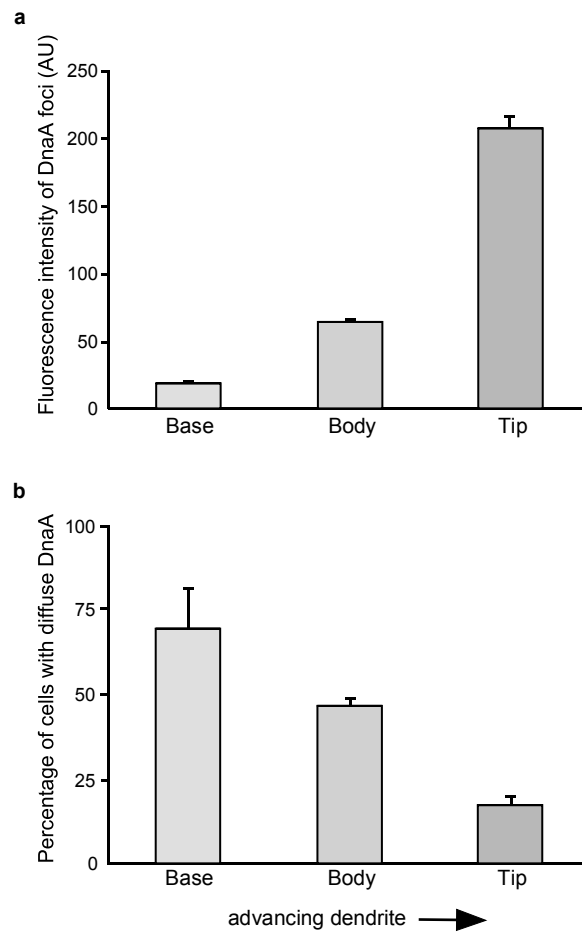 a
Fluorescence intensity of DnaA foci (AU)
250
200
150
100
50
0
Base Body Tip
b
Percentage of cells with diffuse DnaA
100
75
50
25
0
Base Body Tip
advancing dendrite